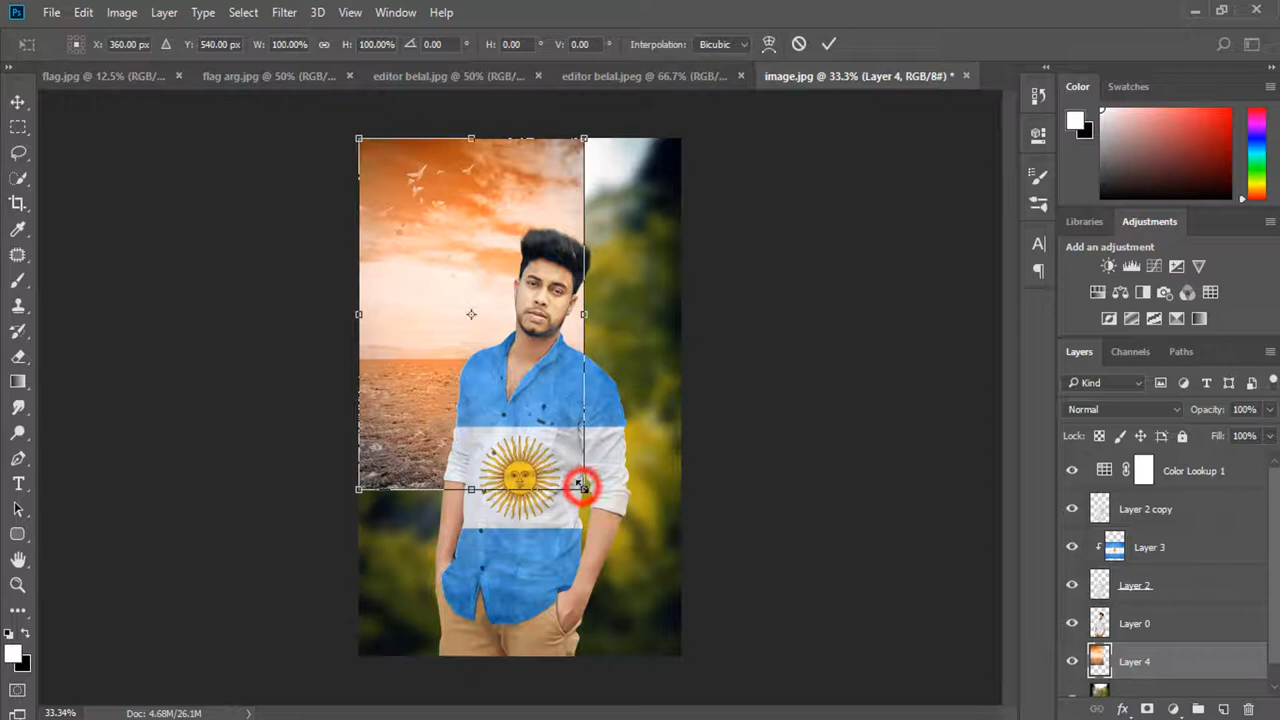 Ps File Edit Image Layer Type Select Filter 3D View Window Help
X: 360.00 px Y: 540.00 px W: 100.00% H: 100.00% 0.00 ° H: 0.00 ° V: 0.00 ° Interpolation: Bicubic
flag.jpg @ 12.5% (RGB/... × flag arg.jpg @ 50% (RGB/... × editor belal.jpg @ 50% (RGB/... × editor belal.jpeg @ 66.7% (RGB/... × image.jpg @ 33.3% (Layer 4, RGB/8#) * ×
Color Swatches
Libraries Adjustments
Add an adjustment
Layers Channels Paths
Kind
Normal Opacity: 100%
Lock: Fill: 100%
Color Lookup 1
Layer 2 copy
Layer 3
Layer 2
Layer 0
Layer 4
33.34% Doc: 4.68M/26.1M